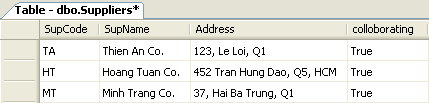 Table - dbo.Suppliers*
SupCode SupName Address colloborating
TA Thien An Co. 123, Le Loi, Q1 True
HT Hoang Tuan Co. 452 Tran Hung Dao, Q5, HCM True
MT Minh Trang Co. 37, Hai Ba Trung, Q1 True